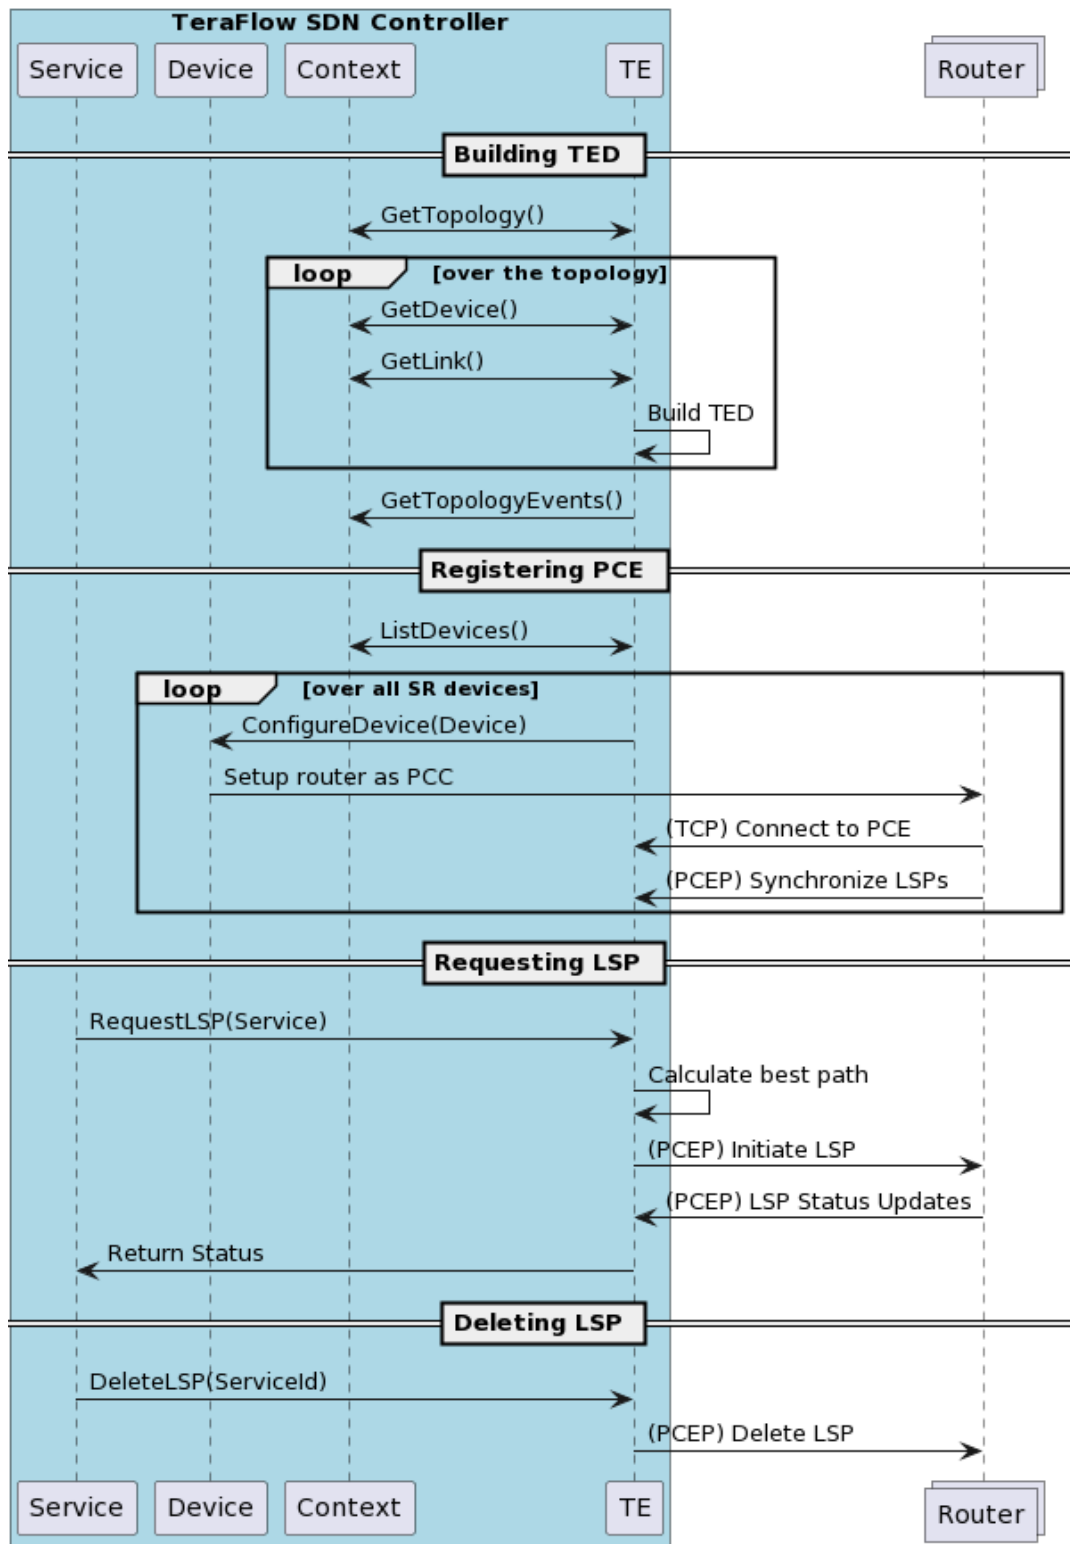 TeraFlow SDN Controller
Service Device Context TE Router
Building TED
GetTopology()
loop [over the topology]
GetDevice()
GetLink()
Build TED
GetTopologyEvents()
Registering PCE
ListDevices()
loop [over all SR devices]
ConfigureDevice(Device)
Setup router as PCC
(TCP) Connect to PCE
(PCEP) Synchronize LSPs
Requesting LSP
RequestLSP(Service)
Calculate best path
(PCEP) Initiate LSP
(PCEP) LSP Status Updates
Return Status
Deleting LSP
DeleteLSP(ServiceId)
(PCEP) Delete LSP
Service Device Context TE Router